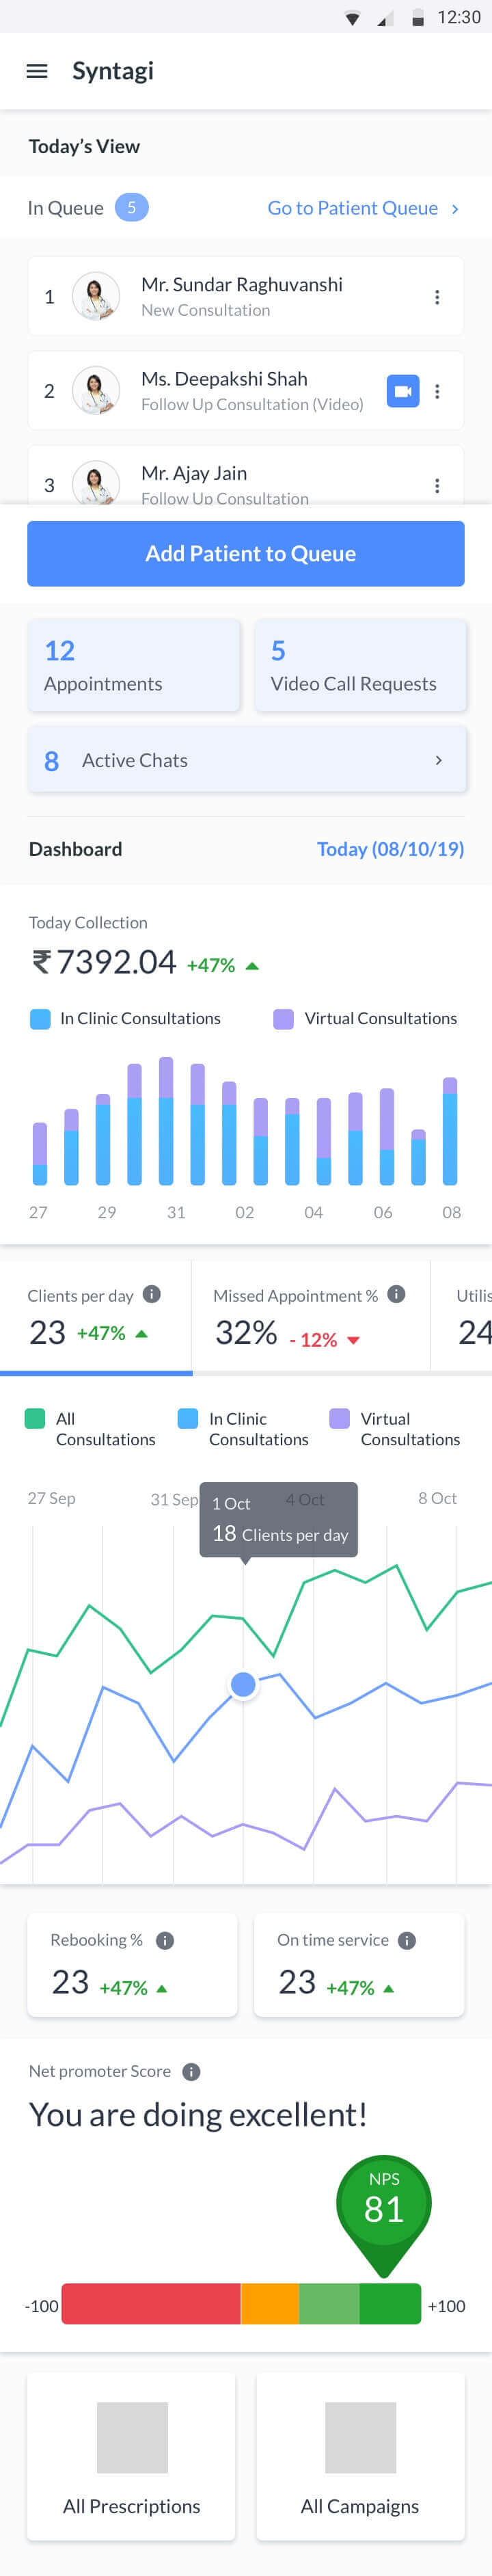 12:30
Syntagi
Today's View
In Queue 5 Go to Patient Queue
1 Mr. Sundar Raghuvanshi
New Consultation
2 Ms. Deepakshi Shah
Follow Up Consultation (Video)
3 Mr. Ajay Jain
Follow Up Consultation
Add Patient to Queue
12
Appointments
5
Video Call Requests
8 Active Chats
Dashboard Today (08/10/19)
Today Collection
₹ 7392.04 +47%
In Clinic Consultations Virtual Consultations
27 29 31 02 04 06 08
Clients per day
23 +47%
Missed Appointment %
32% - 12%
Utilis
24
All
Consultations
In Clinic
Consultations
Virtual
Consultations
27 Sep 31 Sep 4 Oct 8 Oct
1 Oct
18 Clients per day
Rebooking %
23 +47%
On time service
23 +47%
Net promoter Score
You are doing excellent!
NPS
81
-100 +100
All Prescriptions All Campaigns